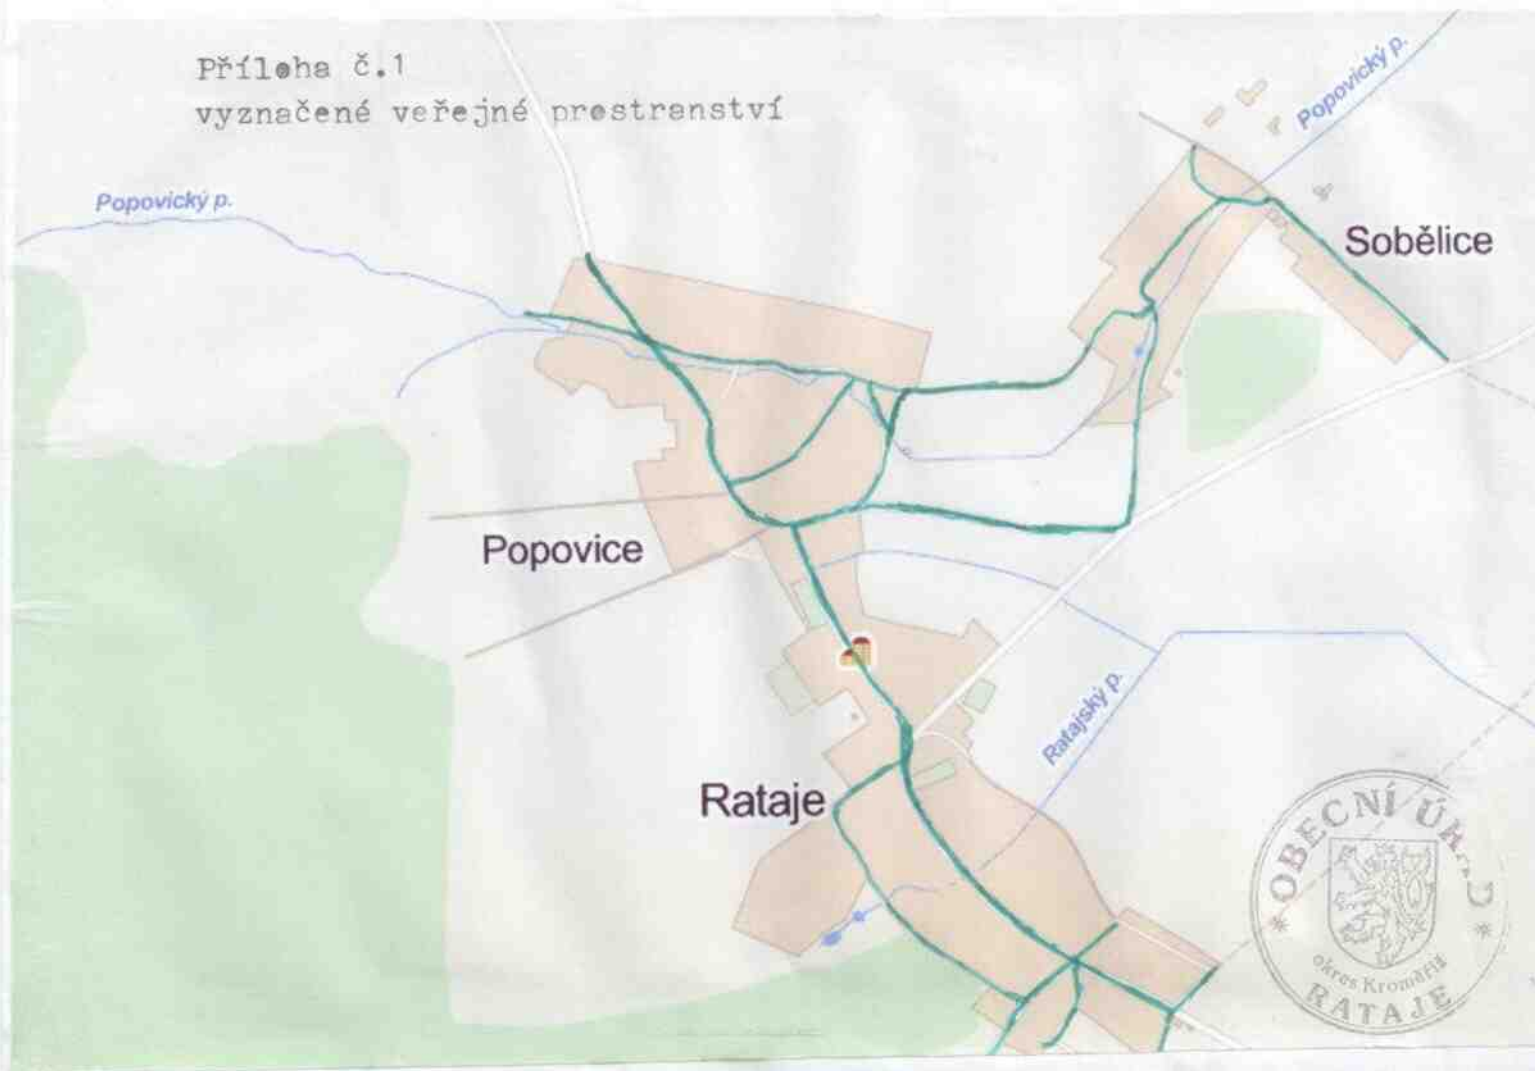 Příloha č.1
vyznačené veřejné prostranství
Popovický p.
Popovický p.
Sobělice
Popovice
Ratajský p.
Rataje
OBECNÍ ÚŘAD
okres Kroměříž
RATAJE